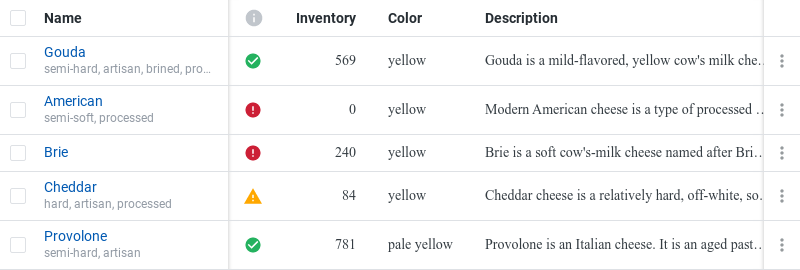 Name Inventory Color Description
Gouda 569 yellow Gouda is a mild-flavored, yellow cow's milk che…
semi-hard, artisan, brined, pro…
American 0 yellow Modern American cheese is a type of processed …
semi-soft, processed
Brie 240 yellow Brie is a soft cow's-milk cheese named after Bri…
Cheddar 84 yellow Cheddar cheese is a relatively hard, off-white, so…
hard, artisan, processed
Provolone 781 pale yellow Provolone is an Italian cheese. It is an aged past…
semi-hard, artisan